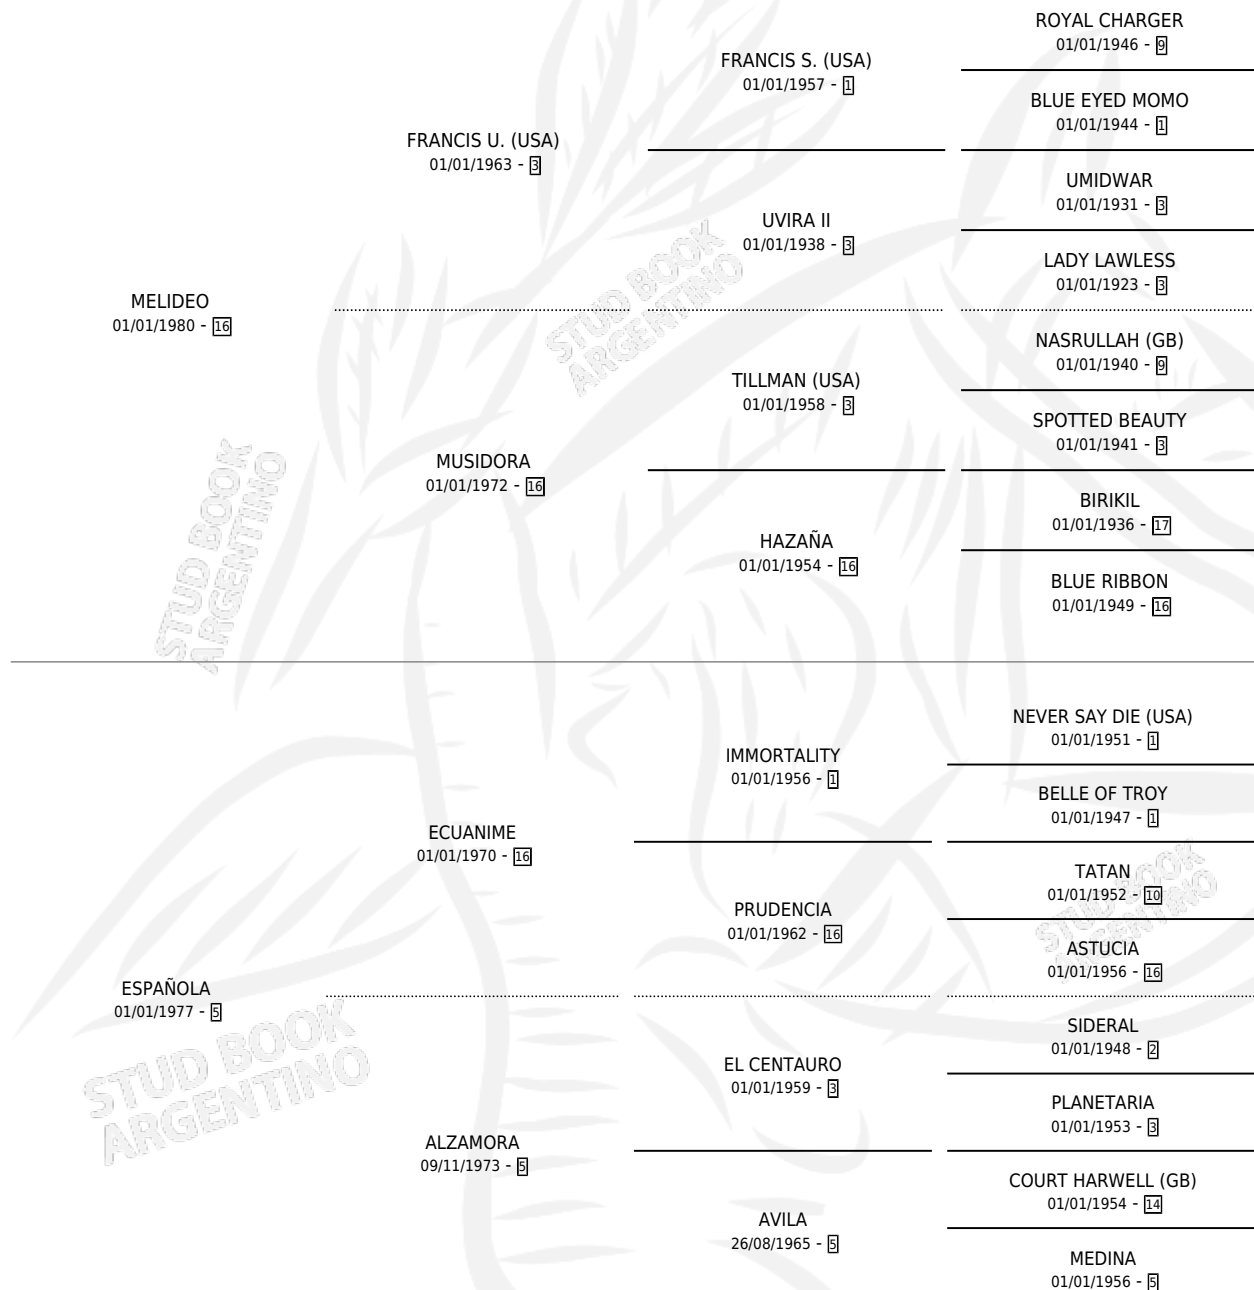 ROYAL CHARGER
01/01/1946 - 9
FRANCIS S. (USA)
01/01/1957 - 1
BLUE EYED MOMO
01/01/1944 - 1
FRANCIS U. (USA)
01/01/1963 - 3
UMIDWAR
01/01/1931 - 3
UVIRA II
01/01/1938 - 3
LADY LAWLESS
01/01/1923 - 3
MELIDEO
01/01/1980 - 16
STUD BOOK
ARGENTINO
NASRULLAH (GB)
01/01/1940 - 9
TILLMAN (USA)
01/01/1958 - 3
SPOTTED BEAUTY
01/01/1941 - 3
MUSIDORA
01/01/1972 - 16
BIRIKIL
01/01/1936 - 17
HAZAÑA
01/01/1954 - 16
BLUE RIBBON
01/01/1949 - 16
STUD BOOK
ARGENTINO
NEVER SAY DIE (USA)
01/01/1951 - 1
IMMORTALITY
01/01/1956 - 1
BELLE OF TROY
01/01/1947 - 1
ECUANIME
01/01/1970 - 16
TATAN
01/01/1952 - 10
PRUDENCIA
01/01/1962 - 16
ASTUCIA
01/01/1956 - 16
STUD BOOK
ARGENTINO
ESPAÑOLA
01/01/1977 - 5
SIDERAL
01/01/1948 - 2
EL CENTAURO
01/01/1959 - 3
PLANETARIA
01/01/1953 - 3
STUD BOOK
ARGENTINO
ALZAMORA
09/11/1973 - 5
COURT HARWELL (GB)
01/01/1954 - 14
AVILA
26/08/1965 - 5
MEDINA
01/01/1956 - 5